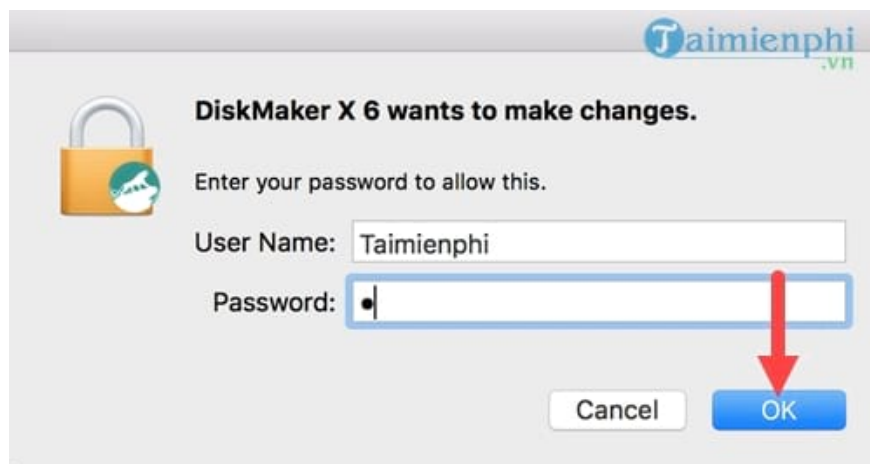 Taimienphi
.vn
DiskMaker X 6 wants to make changes.
Enter your password to allow this.
User Name: Taimienphi
Password: •
Cancel OK